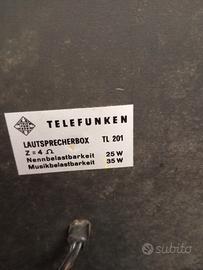 TELEFUNKEN
LAUTSPRECHERBOX TL 201
Z = 4 Ω
Nennbelastbarkeit 25 W
Musikbelastbarkeit 35 W
subito